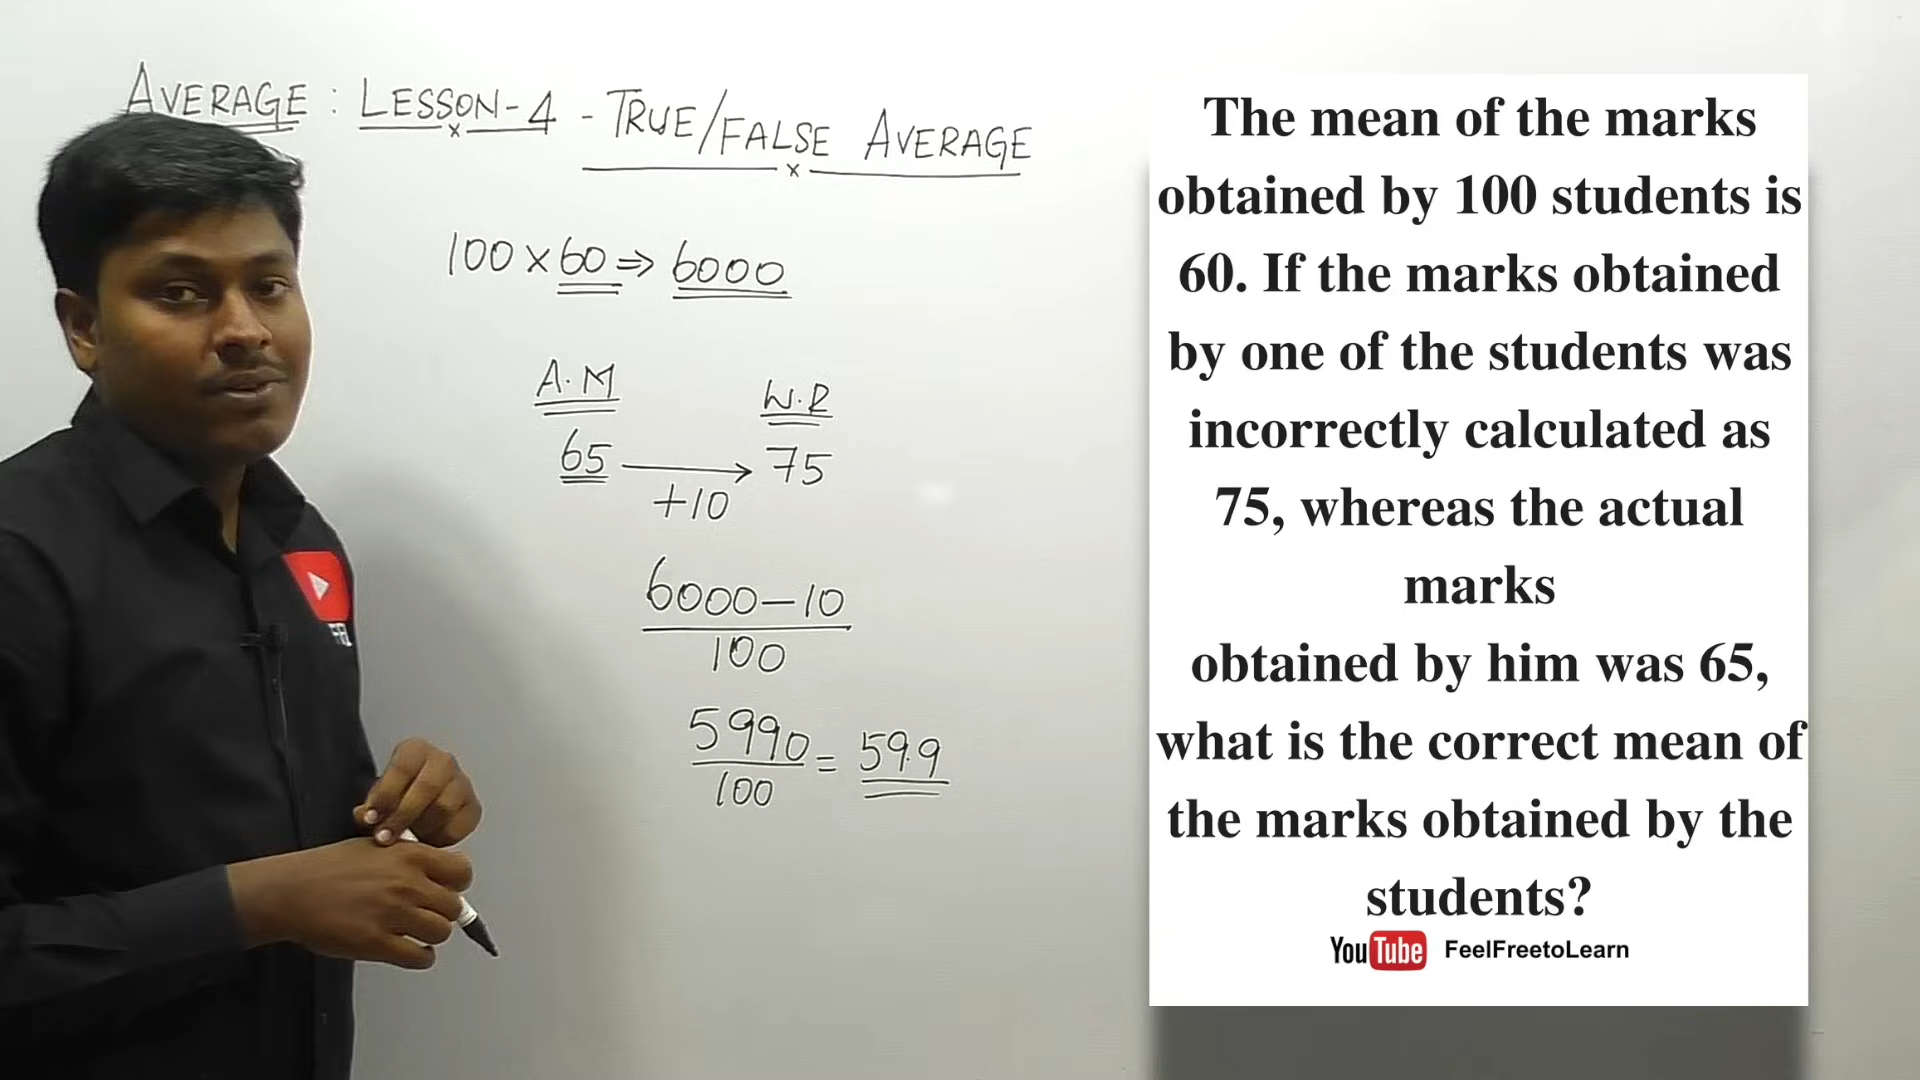 AVERAGE : LESSON-4 - TRUE/FALSE AVERAGE
100 x 60 ⇒ 6000
A.M W.R
65 → 75
+10
6000-10
100
5990
100
= 59.9
The mean of the marks
obtained by 100 students is
60. If the marks obtained
by one of the students was
incorrectly calculated as
75, whereas the actual
marks
obtained by him was 65,
what is the correct mean of
the marks obtained by the
students?
YouTube FeelFreetoLearn